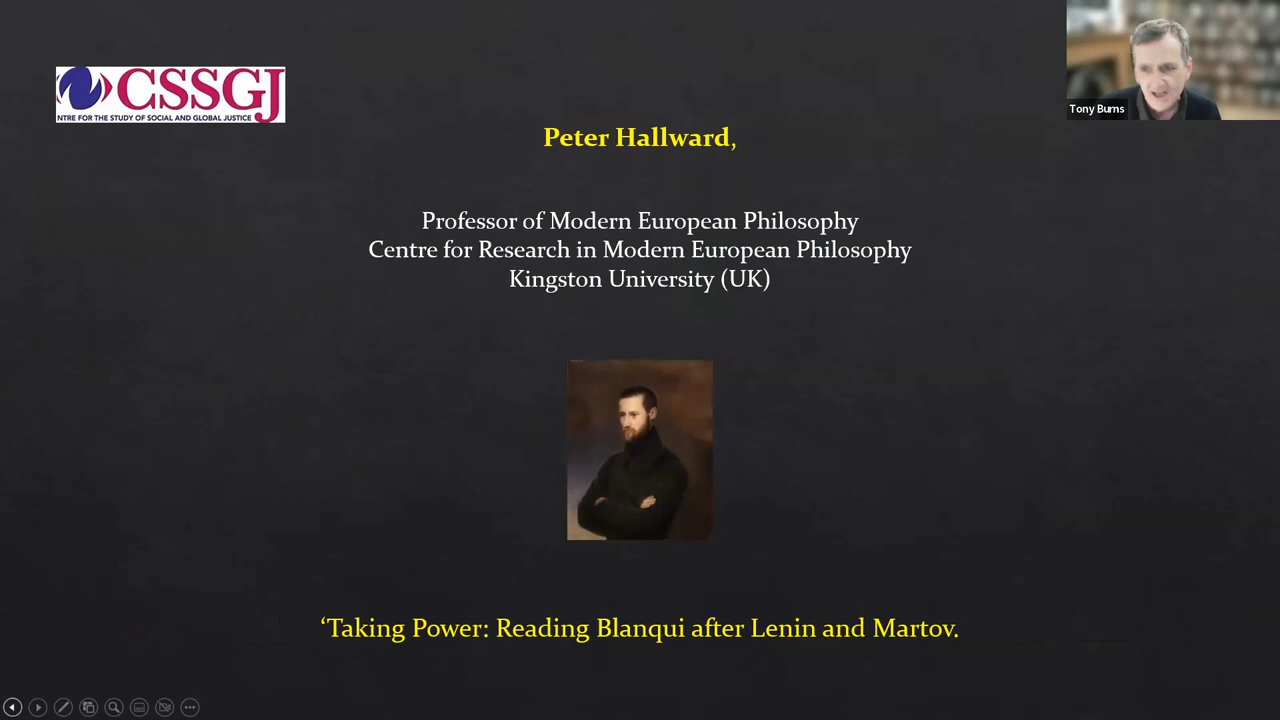 CSSGJ
NTRE FOR THE STUDY OF SOCIAL AND GLOBAL JUSTICE
Tony Burns
Peter Hallward,
Professor of Modern European Philosophy
Centre for Research in Modern European Philosophy
Kingston University (UK)
‘Taking Power: Reading Blanqui after Lenin and Martov.